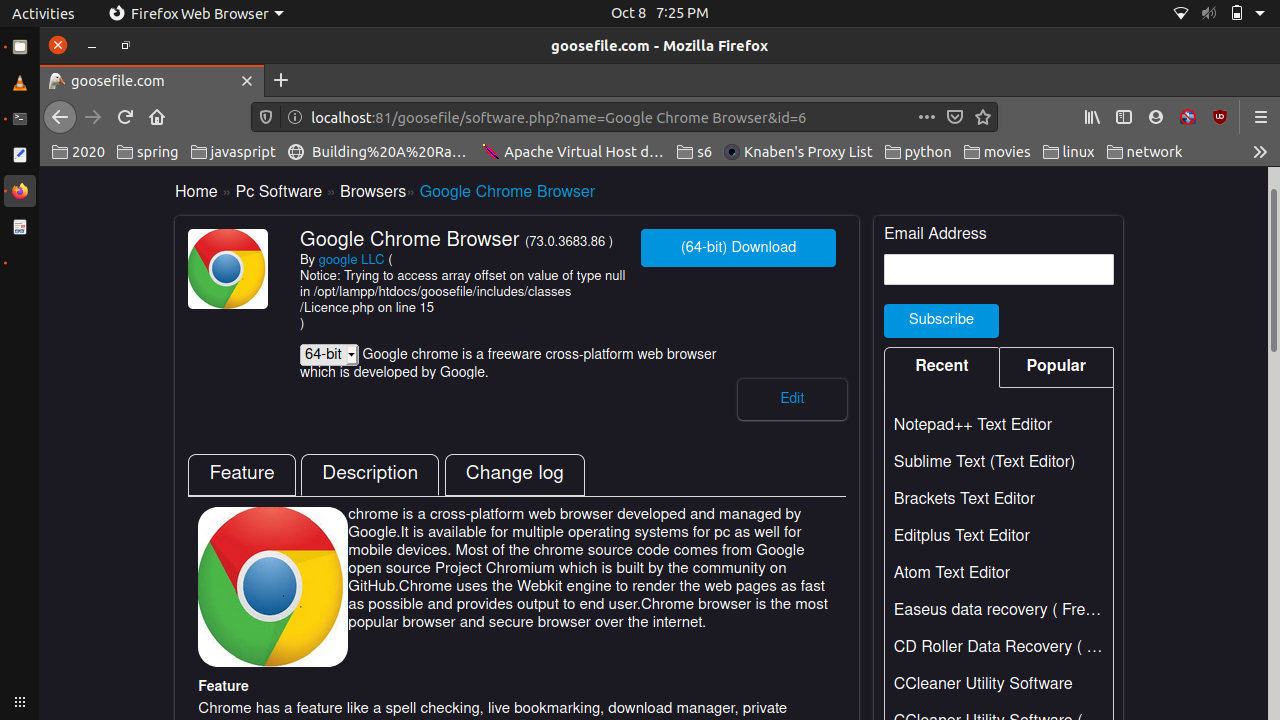 Activities
Firefox Web Browser
Oct 8 7:25 PM
goosefile.com - Mozilla Firefox
goosefile.com
localhost:81/goosefile/software.php?name=Google Chrome Browser&id=6
2020
spring
javascript
Building%20A%20Ra…
Apache Virtual Host d…
s6
Knaben's Proxy List
python
movies
linux
network
Home » Pc Software » Browsers» Google Chrome Browser
Google Chrome Browser (73.0.3683.86 )
(64-bit) Download
By google LLC (
Notice: Trying to access array offset on value of type null
in /opt/lampp/htdocs/goosefile/includes/classes
/Licence.php on line 15
)
64-bit Google chrome is a freeware cross-platform web browser
which is developed by Google.
Edit
Feature
Description
Change log
chrome is a cross-platform web browser developed and managed by
Google.It is available for multiple operating systems for pc as well for
mobile devices. Most of the chrome source code comes from Google
open source Project Chromium which is built by the community on
GitHub.Chrome uses the Webkit engine to render the web pages as fast
as possible and provides output to end user.Chrome browser is the most
popular browser and secure browser over the internet.
Feature
Chrome has a feature like a spell checking, live bookmarking, download manager, private
Email Address
Subscribe
Recent
Popular
Notepad++ Text Editor
Sublime Text (Text Editor)
Brackets Text Editor
Editplus Text Editor
Atom Text Editor
Easeus data recovery ( Fre…
CD Roller Data Recovery ( …
CCleaner Utility Software
CCleaner Utility Software (